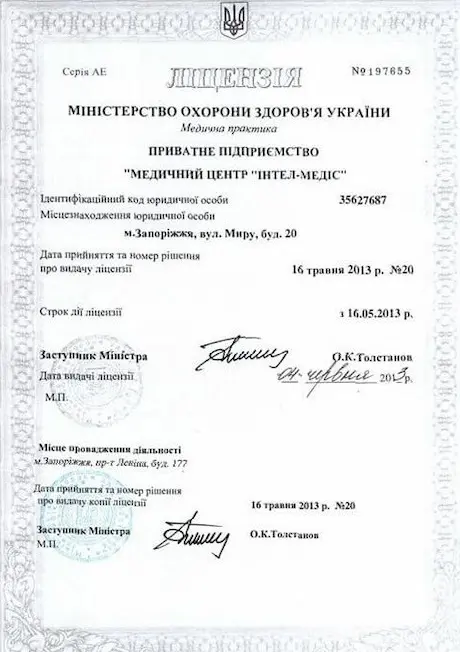 Серія АЕ ЛІЦЕНЗІЯ №197655
МІНІСТЕРСТВО ОХОРОНИ ЗДОРОВ'Я УКРАЇНИ
Медична практика
ПРИВАТНЕ ПІДПРИЄМСТВО
"МЕДИЧНИЙ ЦЕНТР "ІНТЕЛ-МЕДІС"
Ідентифікаційний код юридичної особи 35627687
Місцезнаходження юридичної особи
м.Запоріжжя, вул. Миру, буд. 20
Дата прийняття та номер рішення
про видачу ліцензії 16 травня 2013 р. №20
Строк дії ліцензії з 16.05.2013 р.
Заступник Міністра О.К.Толстанов
Дата видачі ліцензії 04 червня 2013р.
М.П.
Місце провадження діяльності
м.Запоріжжя, пр-т Леніна, буд. 177
Дата прийняття та номер рішення
про видачу копії ліцензії 16 травня 2013 р. №20
Заступник Міністра О.К.Толстанов
М.П.